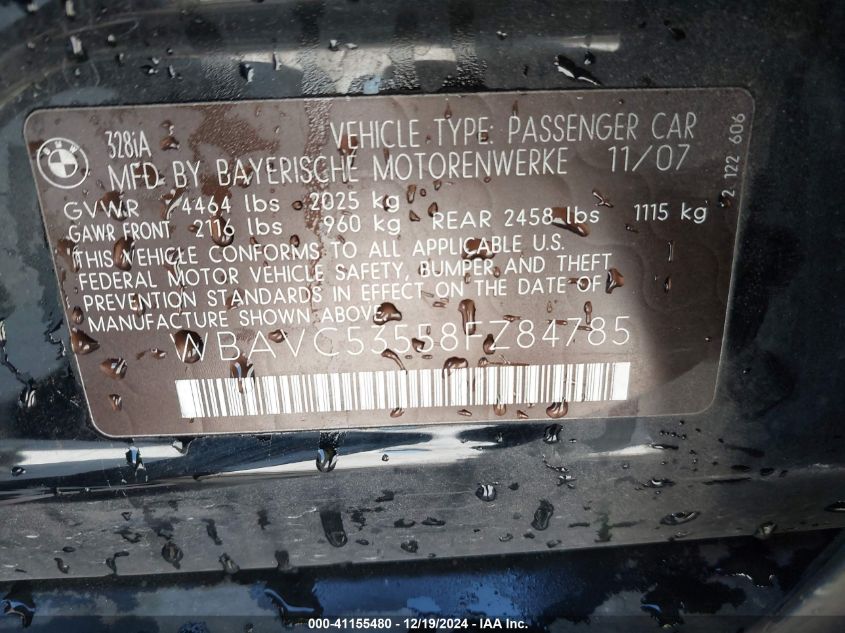 BMW
328iA VEHICLE TYPE: PASSENGER CAR
MFD BY BAYERISCHE MOTORENWERKE 11/07
GVWR 4464 lbs 2025 kg
GAWR FRONT 2116 lbs 960 kg REAR 2458 lbs 1115 kg
THIS VEHICLE CONFORMS TO ALL APPLICABLE U.S.
FEDERAL MOTOR VEHICLE SAFETY, BUMPER AND THEFT
PREVENTION STANDARDS IN EFFECT ON THE DATE OF
MANUFACTURE SHOWN ABOVE
WBAVC53558FZ84785
2 122 606
000-41155480 - 12/19/2024 - IAA Inc.